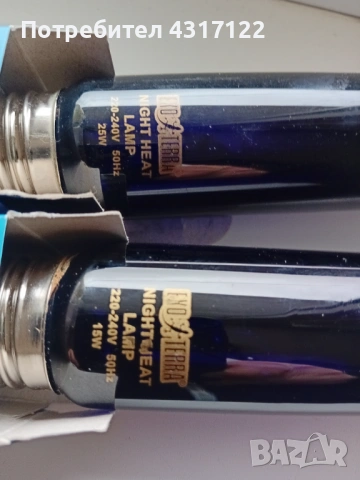 Потребител 4317122
EXO TERRA
NIGHT HEAT
LAMP
220-240V 50Hz
25W
EXO TERRA
NIGHT HEAT
LAMP
220-240V 50Hz
15W
BAZAR